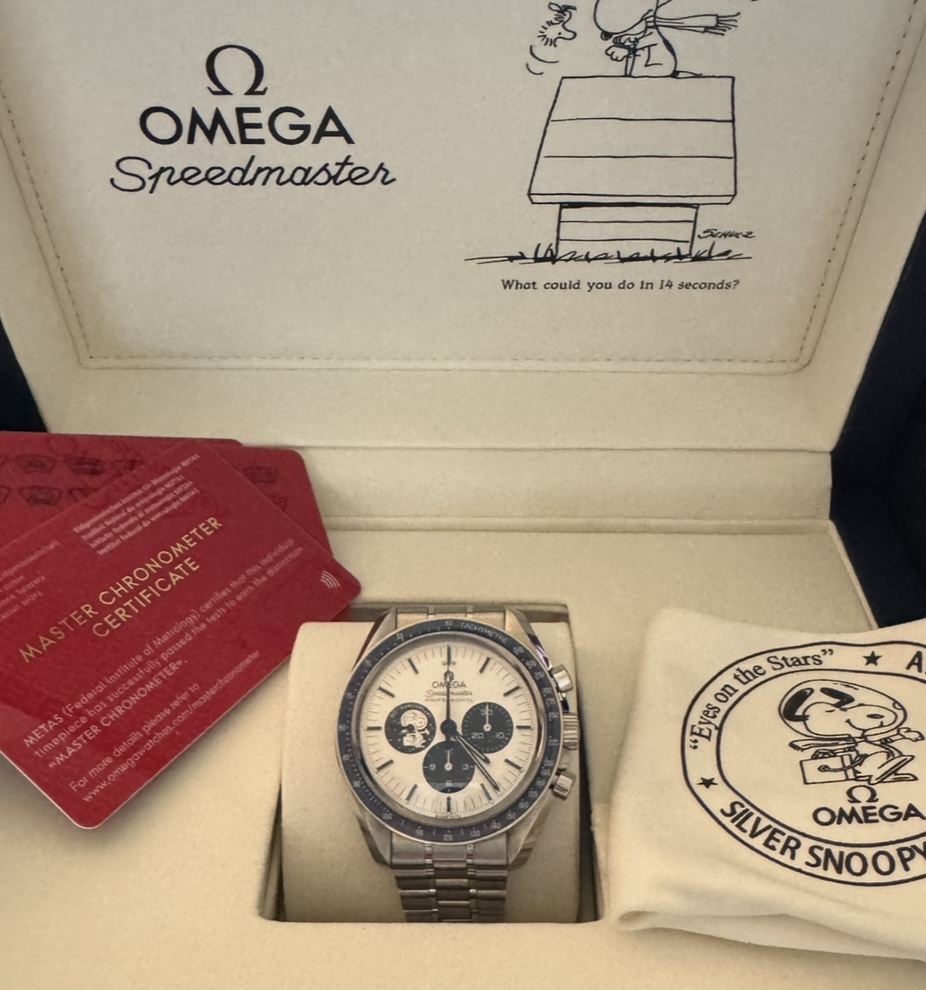 Ω
OMEGA
Speedmaster
SCHULZ
What could you do in 14 seconds?
MASTER CHRONOMETER
CERTIFICATE
METAS (Federal Institute of Metrology) certifies that this individual
timepiece has successfully passed the tests to earn the distinction
«MASTER CHRONOMETER».
For more details please refer to
www.omegawatches.com/masterchronometer
TACHYMÈTRE
OMEGA
Speedmaster
"Eyes on the Stars" ★
★ SILVER SNOOPY
Ω
OMEGA